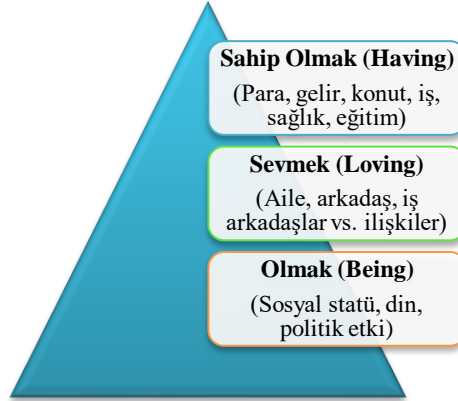 Sahip Olmak (Having)
(Para, gelir, konut, iş,
sağlık, eğitim)
Sevmek (Loving)
(Aile, arkadaş, iş
arkadaşlar vs. ilişkiler)
Olmak (Being)
(Sosyal statü, din,
politik etki)